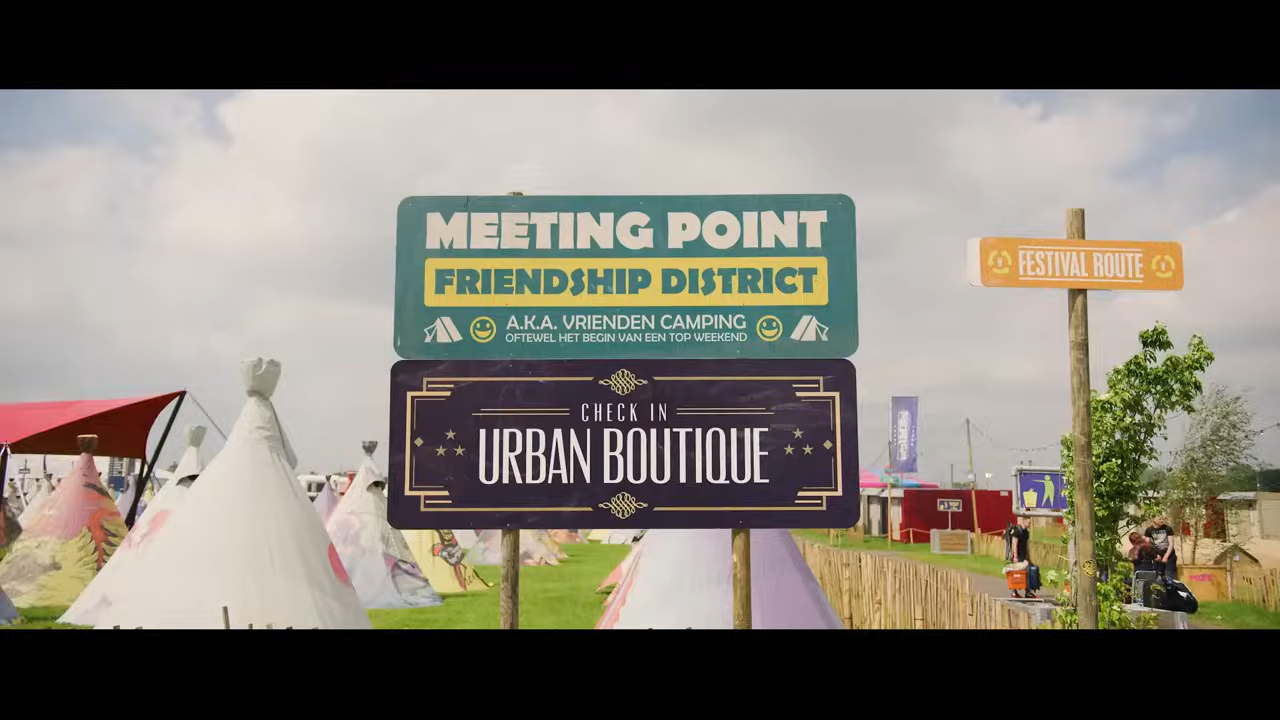 MEETING POINT
FRIENDSHIP DISTRICT
A.K.A. VRIENDEN CAMPING
OFTEWEL HET BEGIN VAN EEN TOP WEEKEND
CHECK IN
URBAN BOUTIQUE
FESTIVAL ROUTE